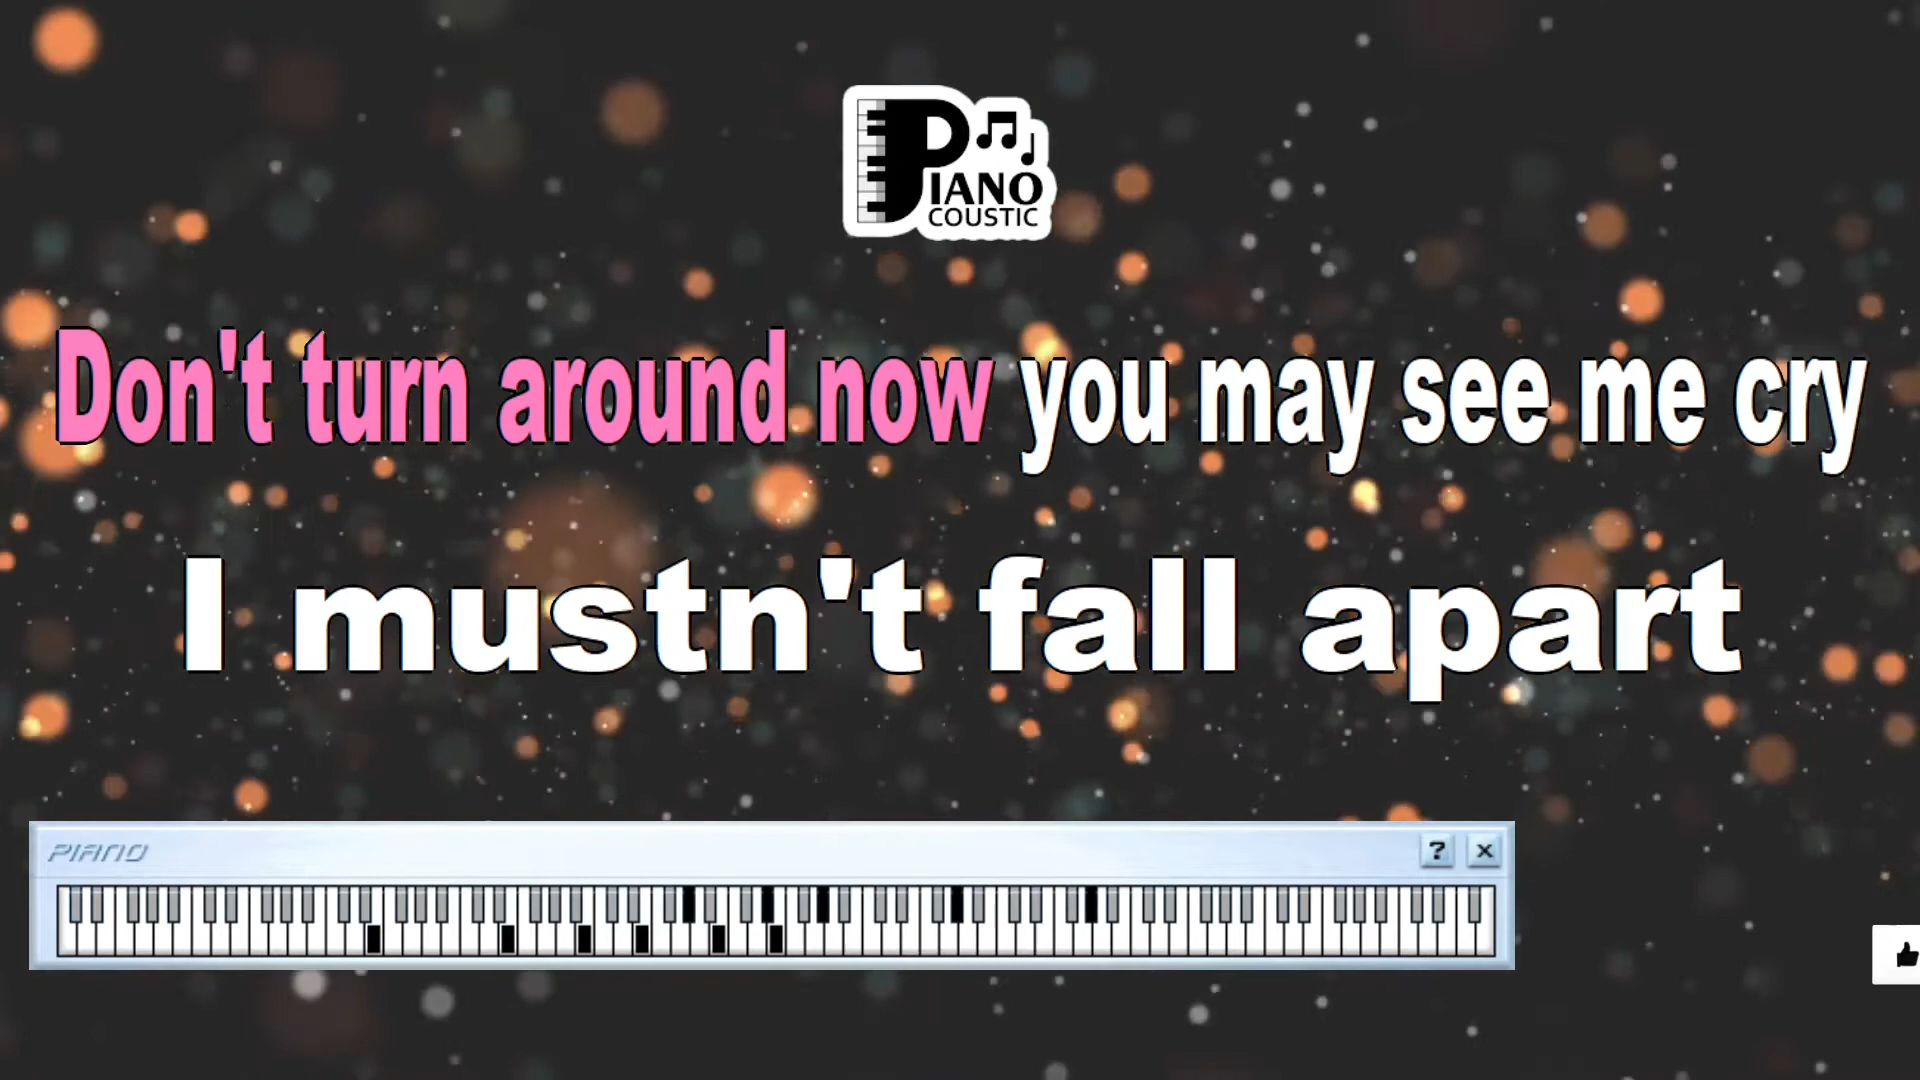 PIANO
COUSTIC
Don't turn around now you may see me cry
I mustn't fall apart
PIANO
?
x